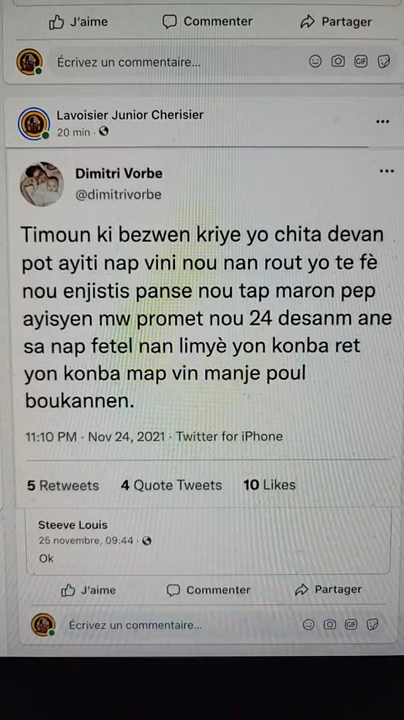 J'aime Commenter Partager
Écrivez un commentaire... GIF
Lavoisier Junior Cherisier
20 min ·
Dimitri Vorbe
@dimitrivorbe
Timoun ki bezwen kriye yo chita devan
pot ayiti nap vini nou nan rout yo te fè
nou enjistis panse nou tap maron pep
ayisyen mw promet nou 24 desanm ane
sa nap fetel nan limyè yon konba ret
yon konba map vin manje poul
boukannen.
11:10 PM · Nov 24, 2021 · Twitter for iPhone
5 Retweets 4 Quote Tweets 10 Likes
Steeve Louis
25 novembre, 09:44 ·
Ok
J'aime Commenter Partager
Écrivez un commentaire... GIF